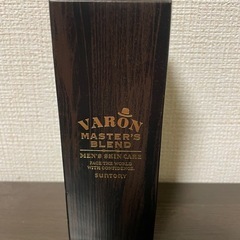 VARON
MASTER'S
BLEND
MEN'S SKIN CARE
FACE THE WORLD
WITH CONFIDENCE.
SUNTORY